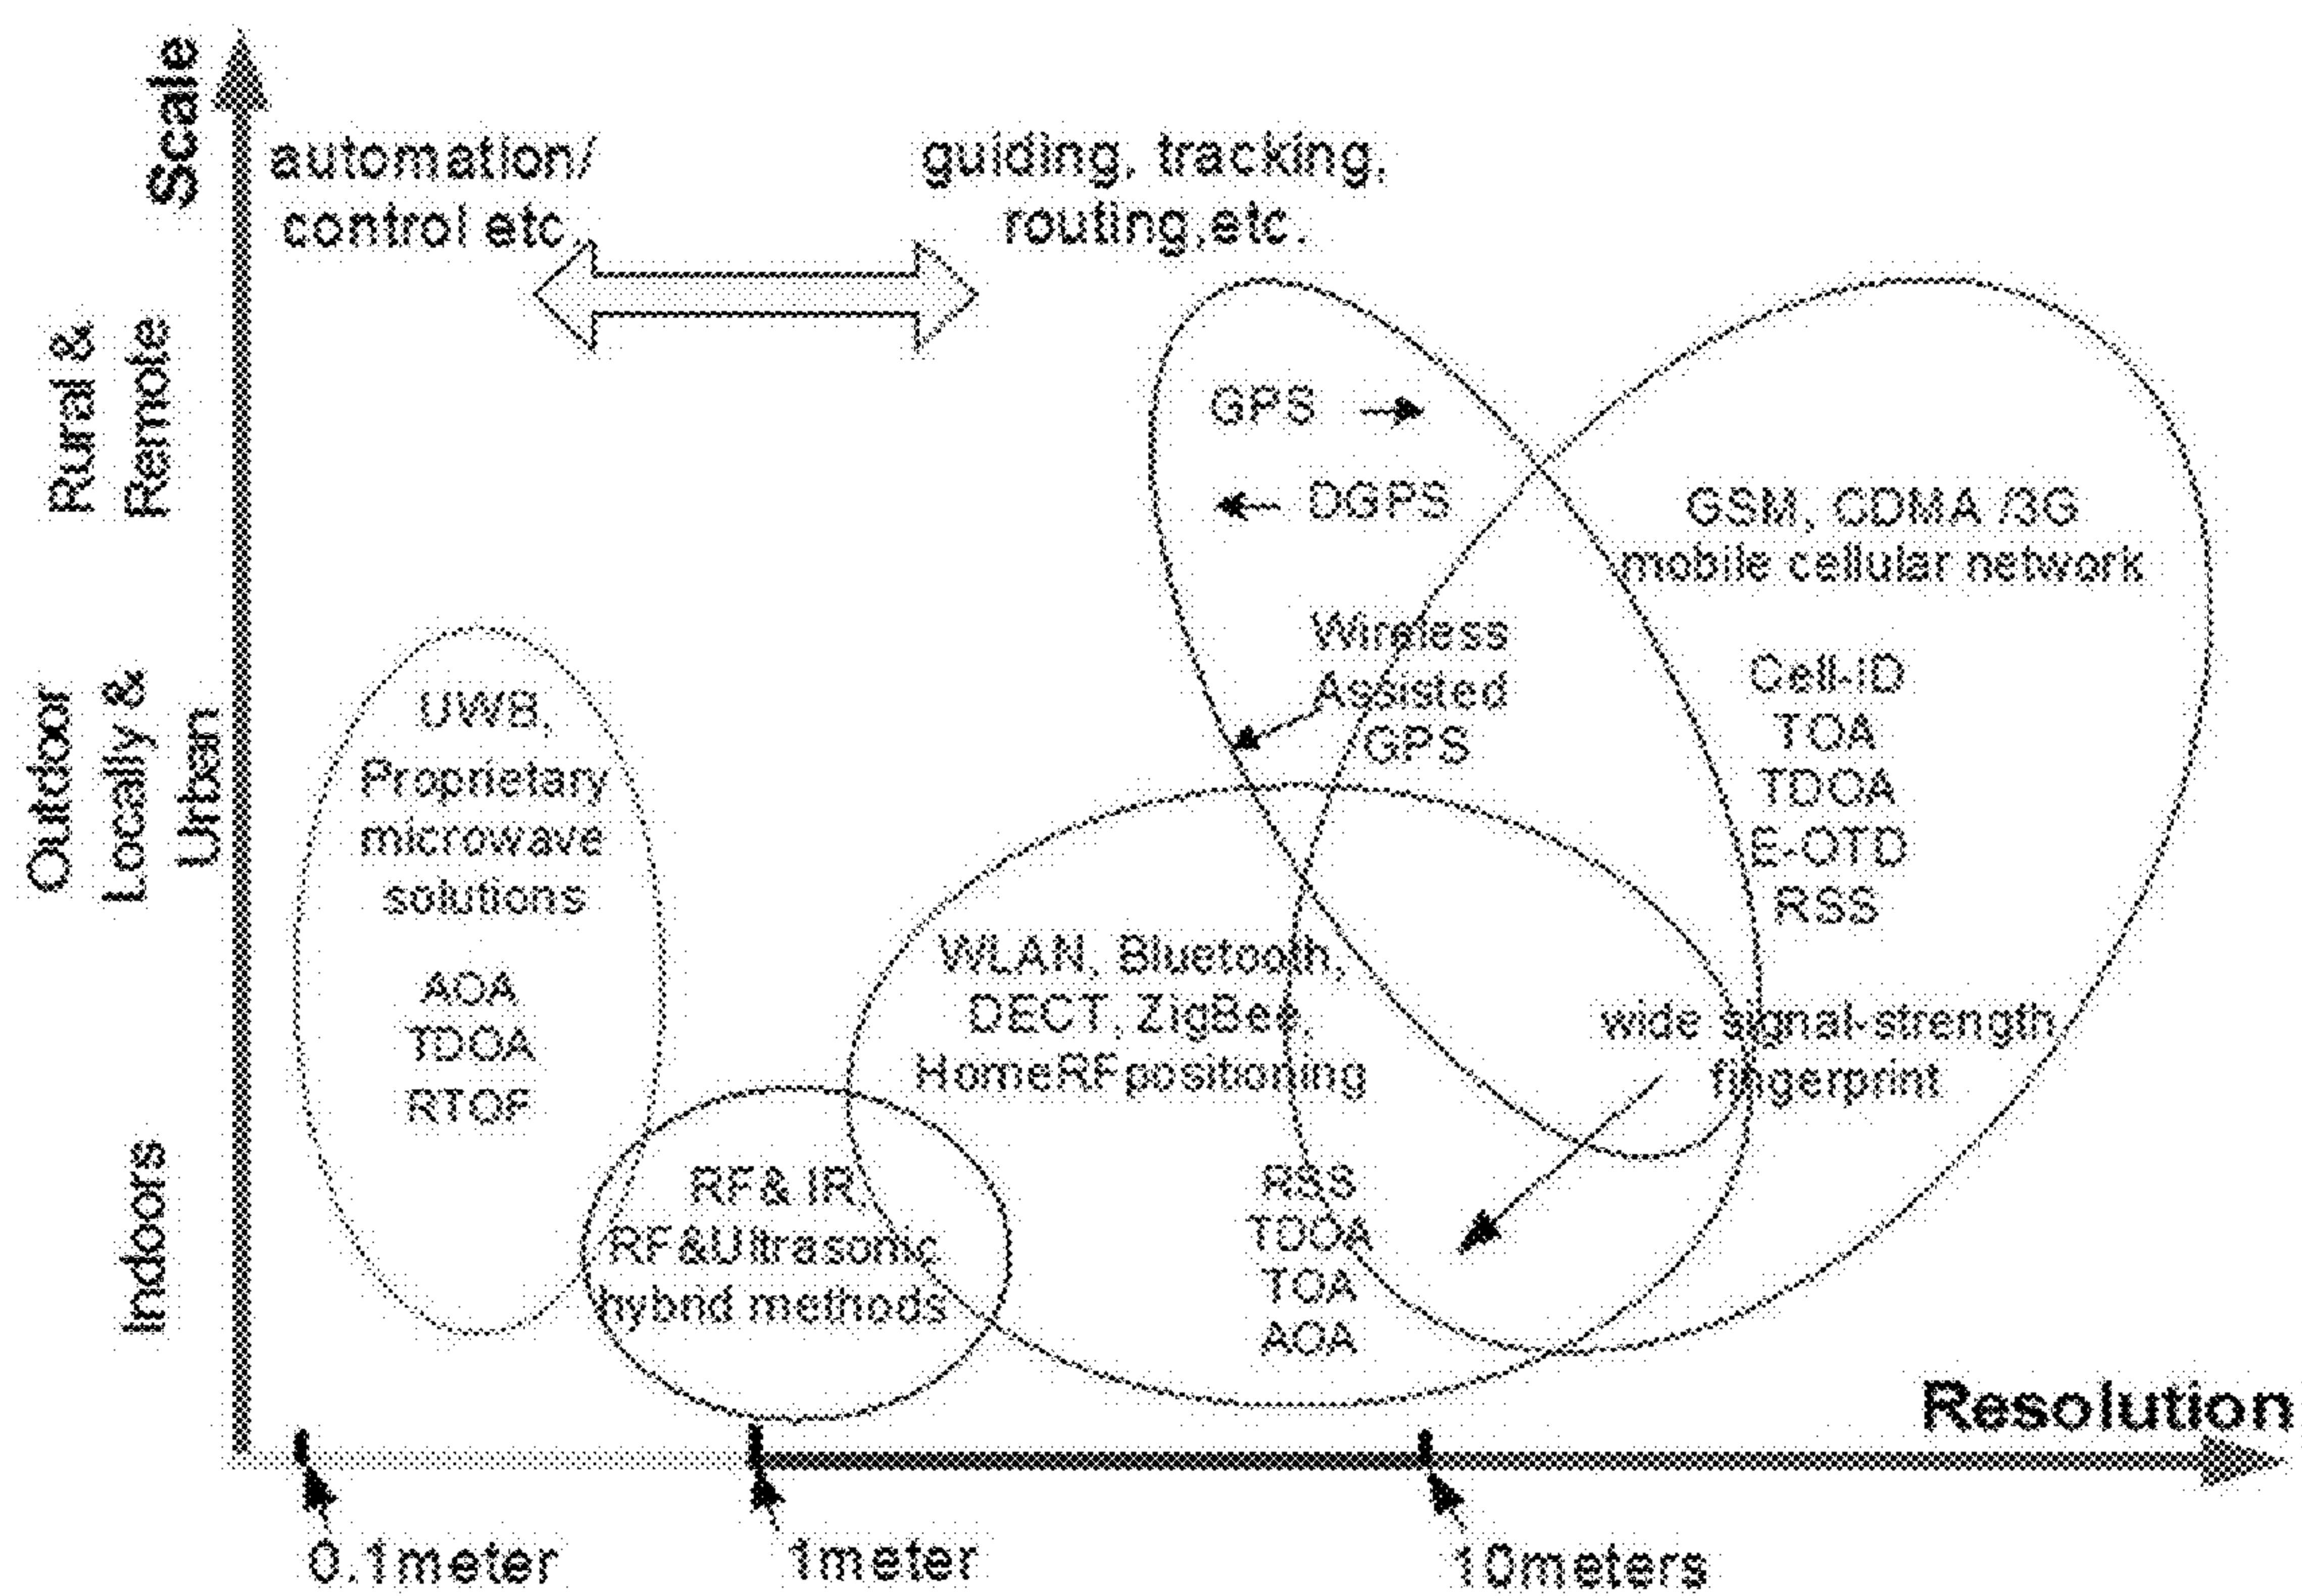 Scale
automation/
control etc.
guiding, tracking,
routing,etc.
Rural &
Remote
Outdoor
Locally &
Urban
Indoors
GPS
DGPS
Wireless
Assisted
GPS
GSM, CDMA /3G
mobile cellular network
Cell-ID
TOA
TDOA
E-OTD
RSS
UWB,
Proprietary
microwave
solutions
AOA
TDOA
RTOF
WLAN, Bluetooth,
DECT, ZigBee,
HomeRFpositioning
RSS
TDOA
TOA
AOA
wide signal-strength
fingerprint
RF& IR,
RF&Ultrasonic
hybrid methods
Resolution
0.1meter
1meter
10meters